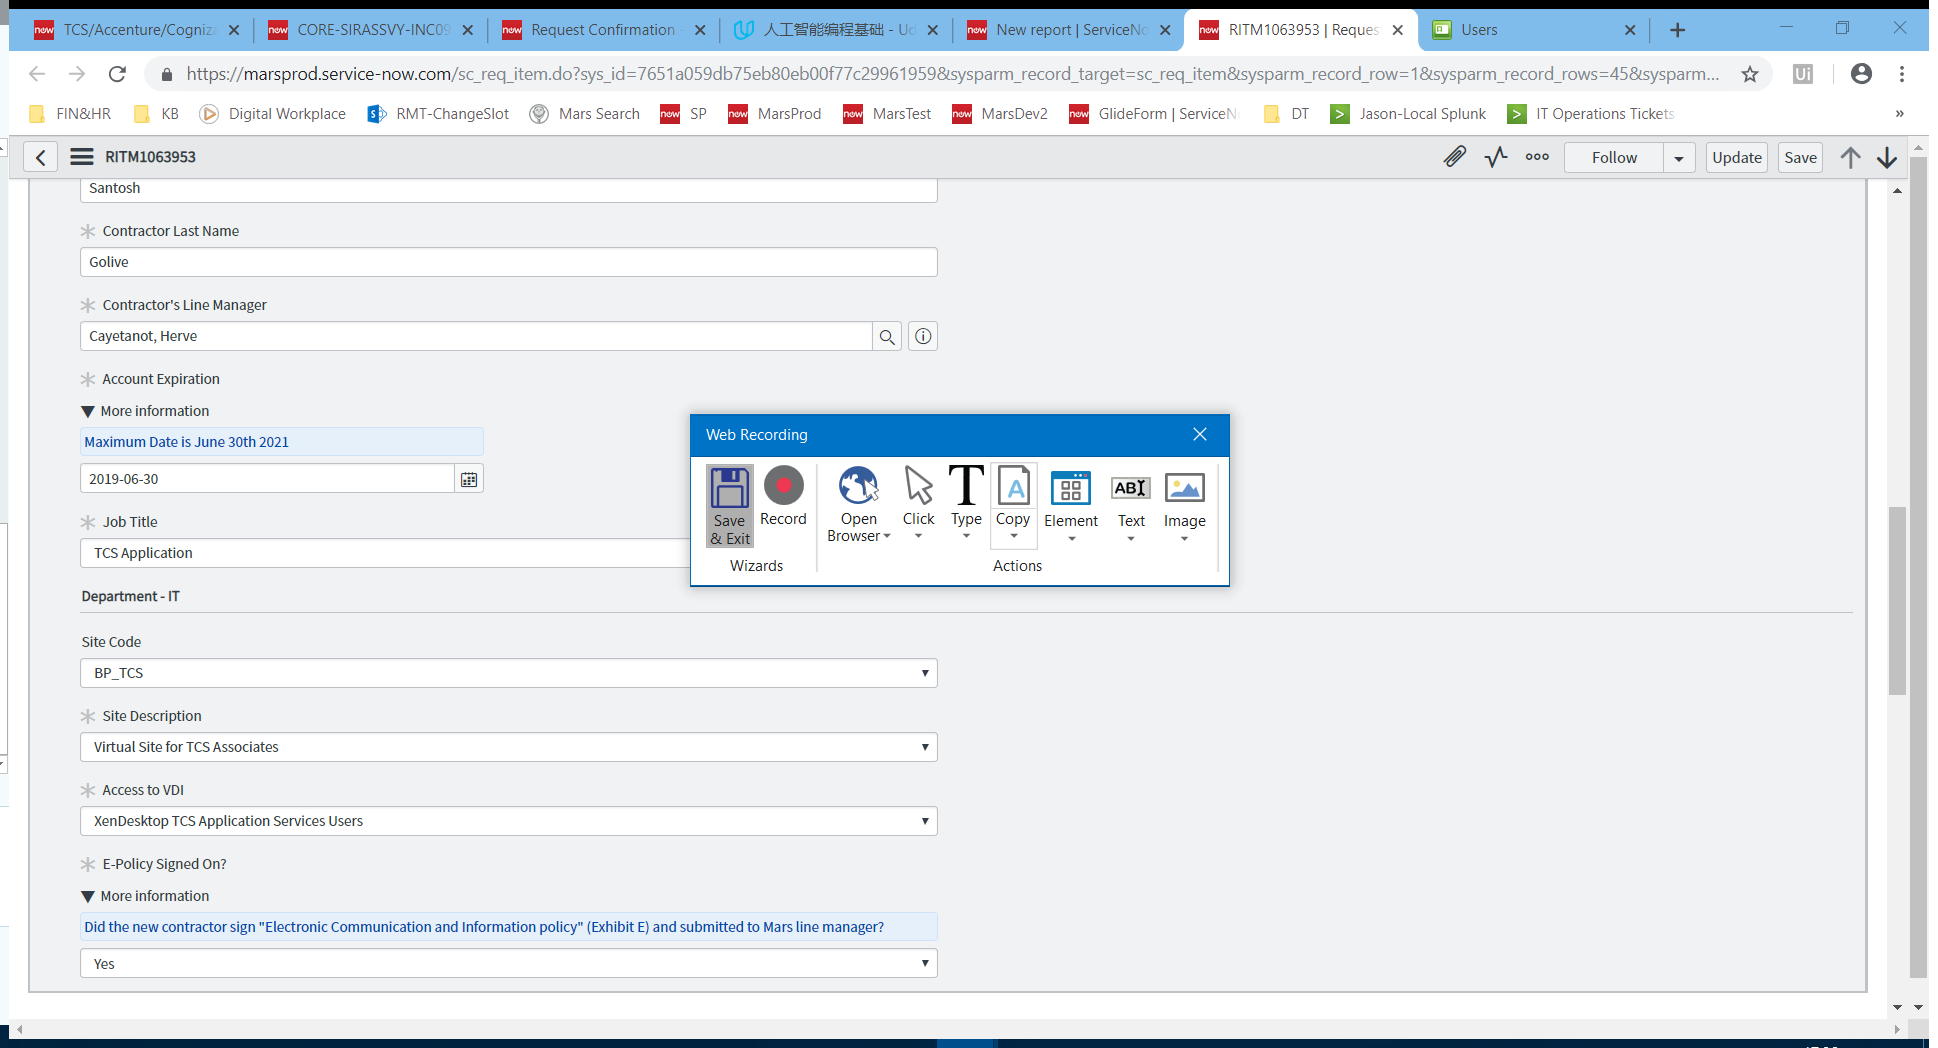 now TCS/Accenture/Cogniza
now CORE-SIRASSVY-INC09
now Request Confirmation
人工智能编程基础 - Ud
now New report | ServiceNo
now RITM1063953 | Reques
Users
https://marsprod.service-now.com/sc_req_item.do?sys_id=7651a059db75eb80eb00f77c29961959&sysparm_record_target=sc_req_item&sysparm_record_row=1&sysparm_record_rows=45&sysparm...
Ui
FIN&HR KB Digital Workplace RMT-ChangeSlot Mars Search now SP now MarsProd now MarsTest now MarsDev2 now GlideForm | ServiceN DT > Jason-Local Splunk > IT Operations Tickets »
RITM1063953
Follow Update Save
Santosh
Contractor Last Name
Golive
Contractor's Line Manager
Cayetanot, Herve
Account Expiration
More information
Maximum Date is June 30th 2021
2019-06-30
Job Title
TCS Application
Department - IT
Site Code
BP_TCS
Site Description
Virtual Site for TCS Associates
Access to VDI
XenDesktop TCS Application Services Users
E-Policy Signed On?
More information
Did the new contractor sign "Electronic Communication and Information policy" (Exhibit E) and submitted to Mars line manager?
Yes
Web Recording
Save & Exit
Record
Open Browser
Click
T Type
A Copy
Element
ABI Text
Image
Wizards
Actions